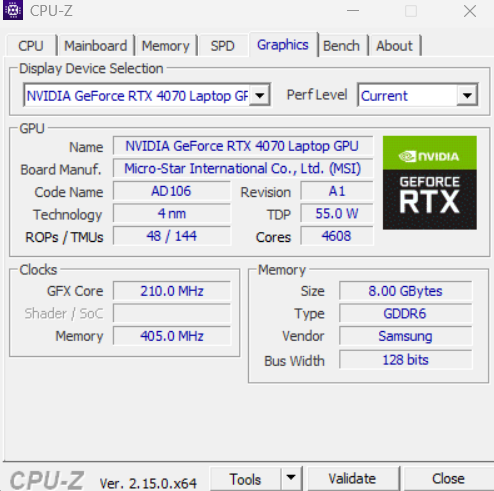 CPU-Z
CPU Mainboard Memory SPD Graphics Bench About
Display Device Selection
NVIDIA GeForce RTX 4070 Laptop GF Perf Level Current
GPU
Name NVIDIA GeForce RTX 4070 Laptop GPU
Board Manuf. Micro-Star International Co., Ltd. (MSI)
Code Name AD106 Revision A1
Technology 4 nm TDP 55.0 W
ROPs / TMUs 48 / 144 Cores 4608
NVIDIA
GEFORCE
RTX
Clocks
GFX Core 210.0 MHz
Shader / SoC
Memory 405.0 MHz
Memory
Size 8.00 GBytes
Type GDDR6
Vendor Samsung
Bus Width 128 bits
CPU-Z Ver. 2.15.0.x64 Tools Validate Close